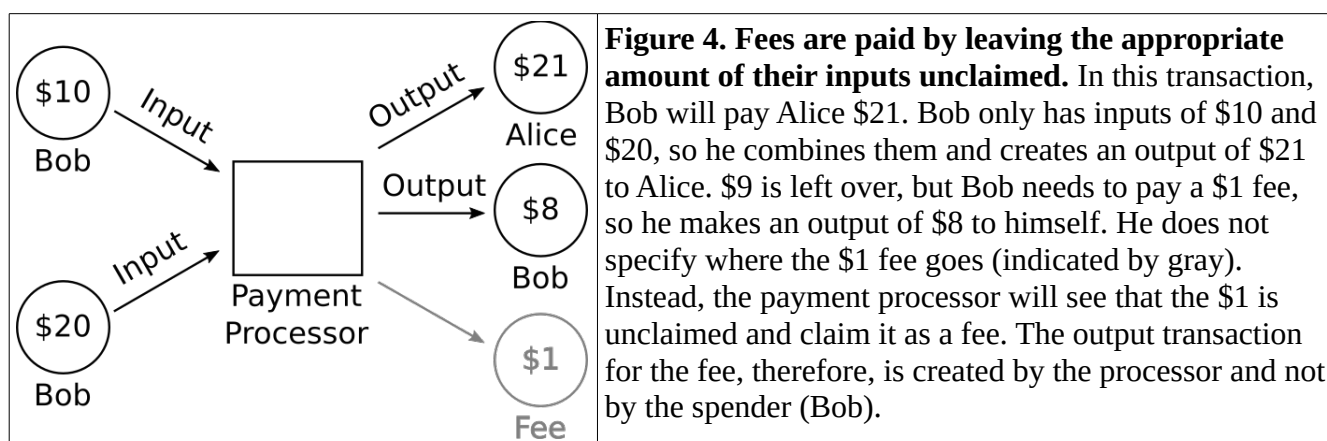 $10
Bob
Input
$20
Bob
Input
Payment
Processor
Output
$21
Alice
Output
$8
Bob
$1
Fee
Figure 4. Fees are paid by leaving the appropriate
amount of their inputs unclaimed. In this transaction,
Bob will pay Alice $21. Bob only has inputs of $10 and
$20, so he combines them and creates an output of $21
to Alice. $9 is left over, but Bob needs to pay a $1 fee,
so he makes an output of $8 to himself. He does not
specify where the $1 fee goes (indicated by gray).
Instead, the payment processor will see that the $1 is
unclaimed and claim it as a fee. The output transaction
for the fee, therefore, is created by the processor and not
by the spender (Bob).